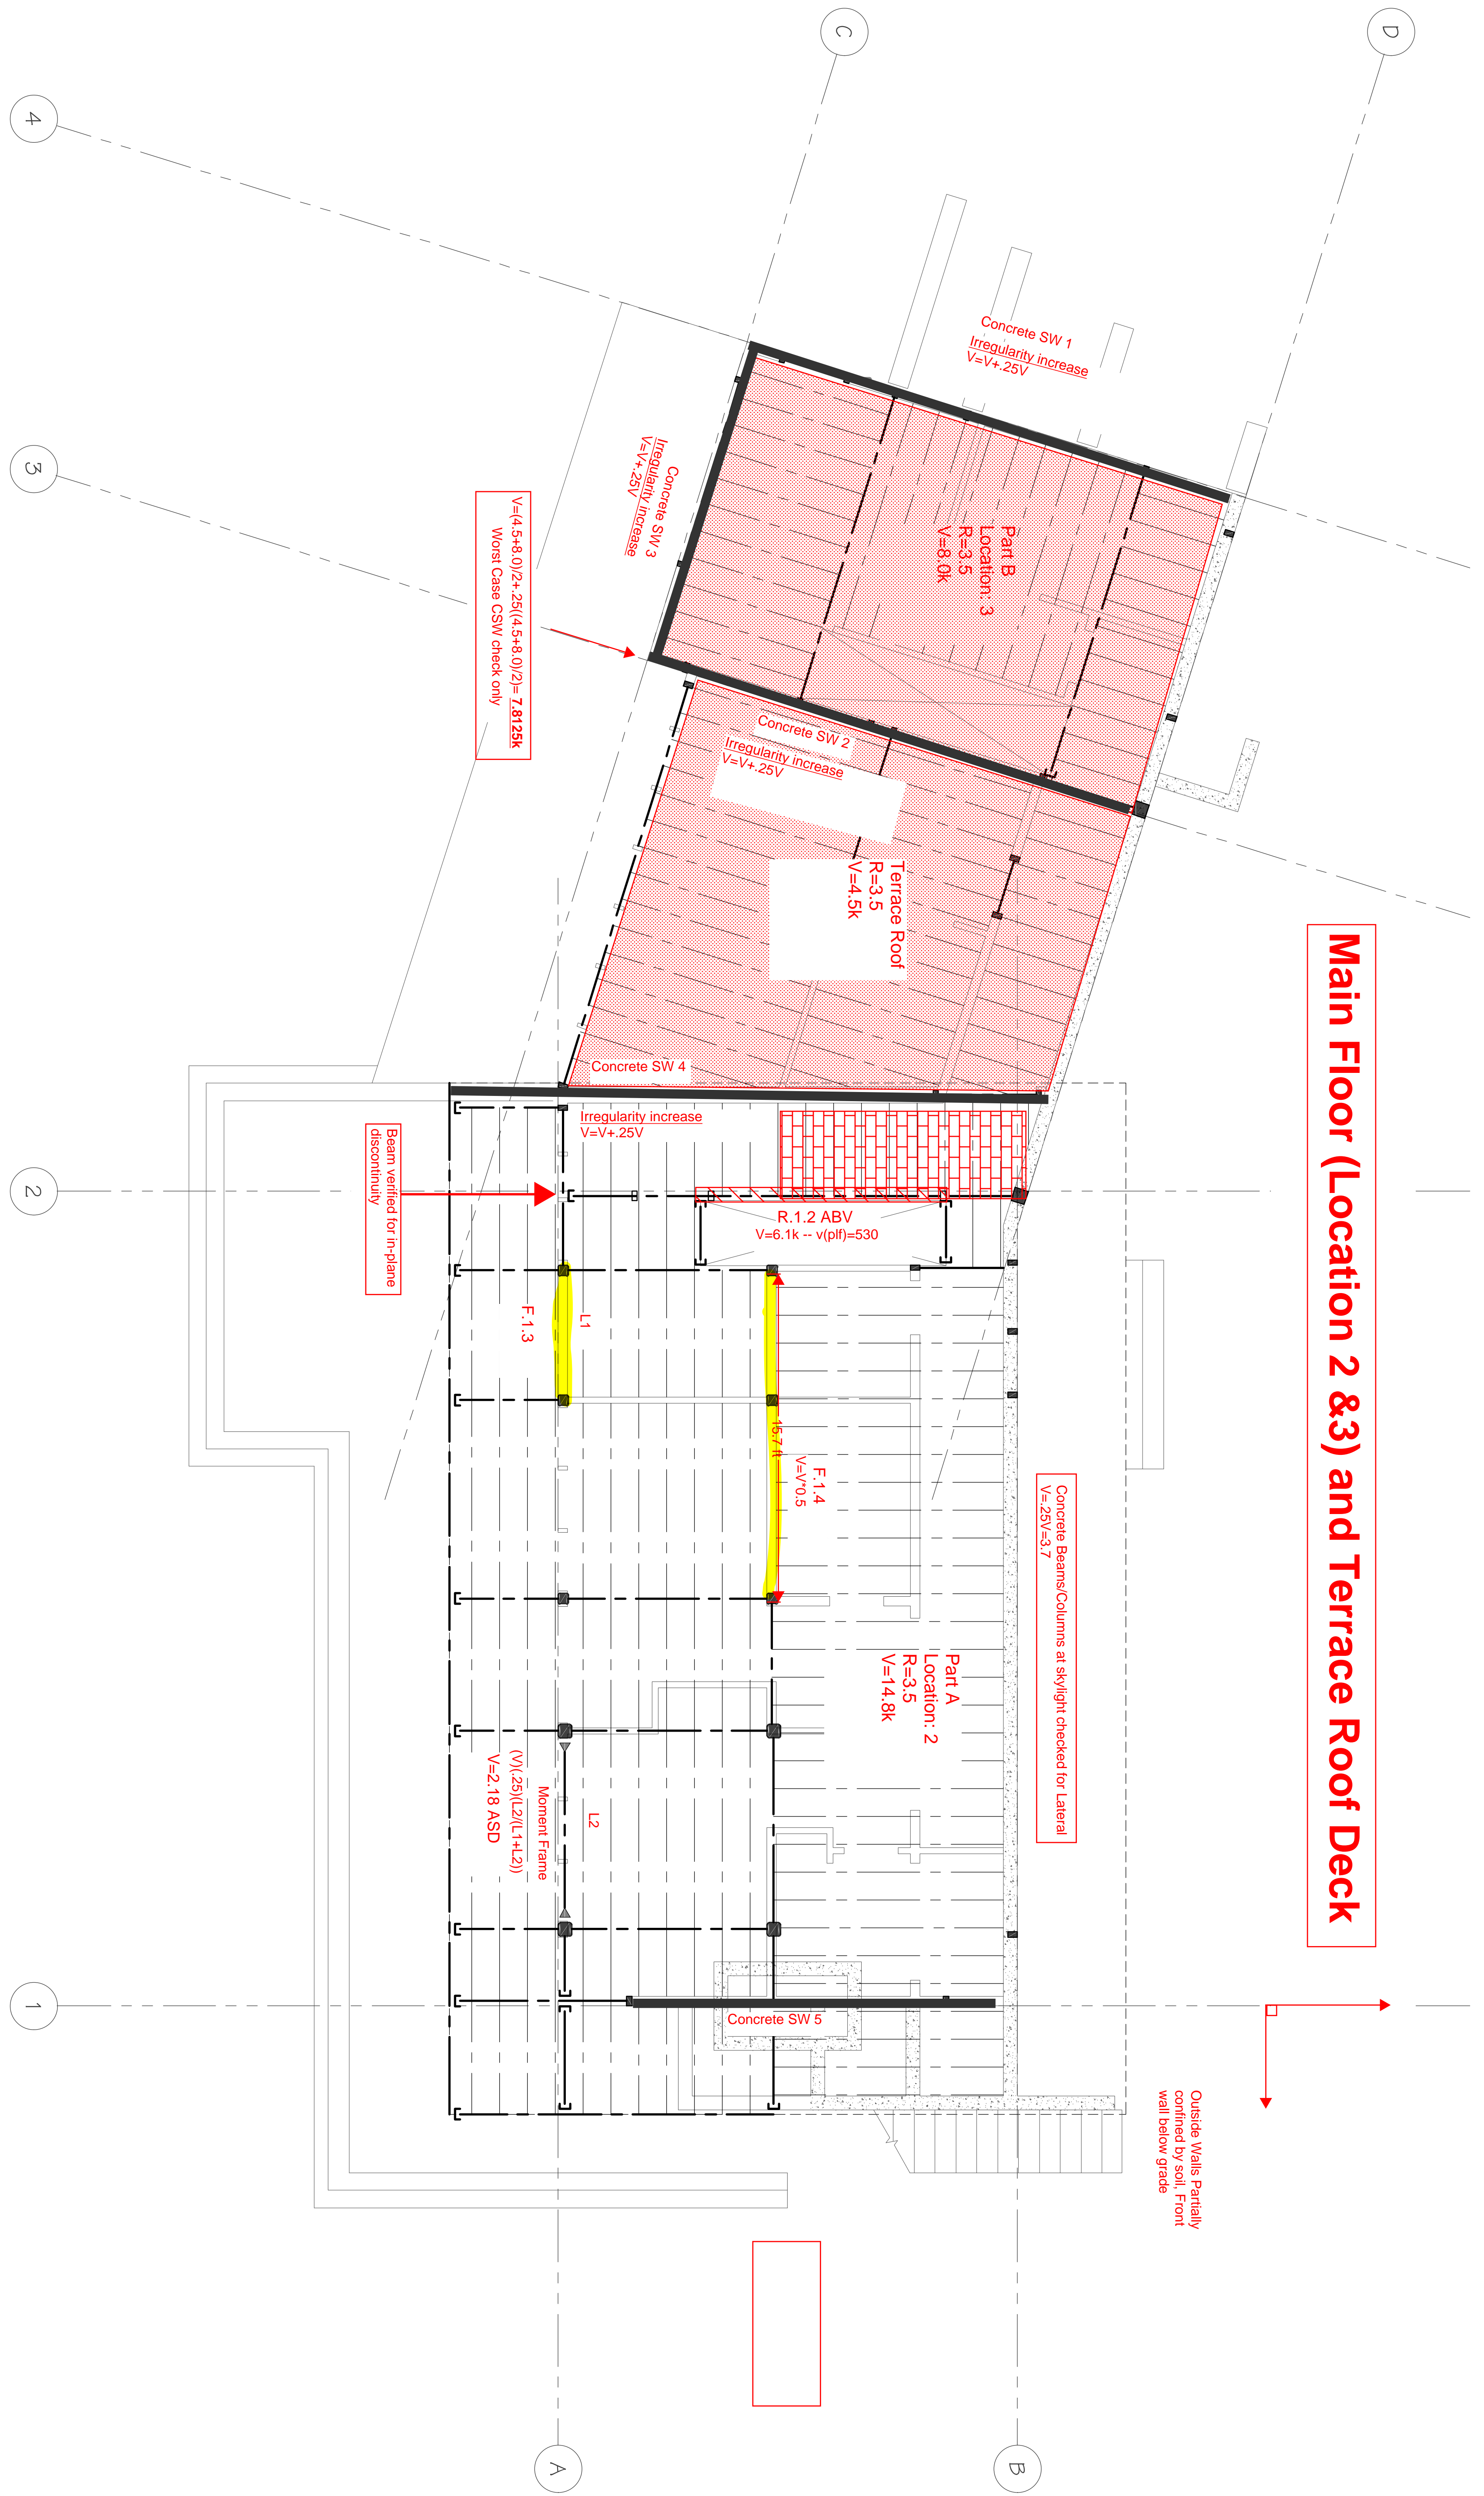 Main Floor (Location 2 &3) and Terrace Roof Deck
C
D
4
3
2
1
A
B
Concrete SW 1
Irregularity increase
V=V+.25V
Concrete SW 3
Irregularity increase
V=V+.25V
V=(4.5+8.0)/2+.25((4.5+8.0)/2)= 7.8125k
Worst Case CSW check only
Part B
Location: 3
R=3.5
V=8.0k
Concrete SW 2
Irregularity increase
V=V+.25V
Terrace Roof
R=3.5
V=4.5k
Concrete SW 4
Irregularity increase
V=V+.25V
Beam verified for in-plane
discontinuity
R.1.2 ABV
V=6.1k -- v(plf)=530
L1
F.1.3
15.7 ft
F.1.4
V=V*0.5
Concrete Beams/Columns at skylight checked for Lateral
V=.25V=3.7
Part A
Location: 2
R=3.5
V=14.8k
L2
Moment Frame
(V)(.25)(L2/(L1+L2))
V=2.18 ASD
Concrete SW 5
Outside Walls Partially
confined by soil, Front
wall below grade